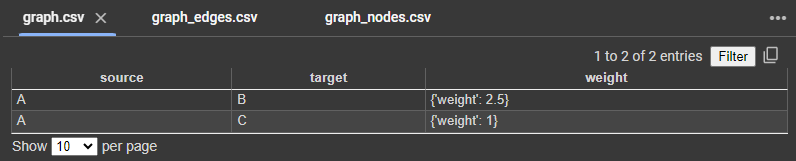 graph.csv graph_edges.csv graph_nodes.csv
1 to 2 of 2 entries Filter
source target weight
A B {'weight': 2.5}
A C {'weight': 1}
Show 10 per page